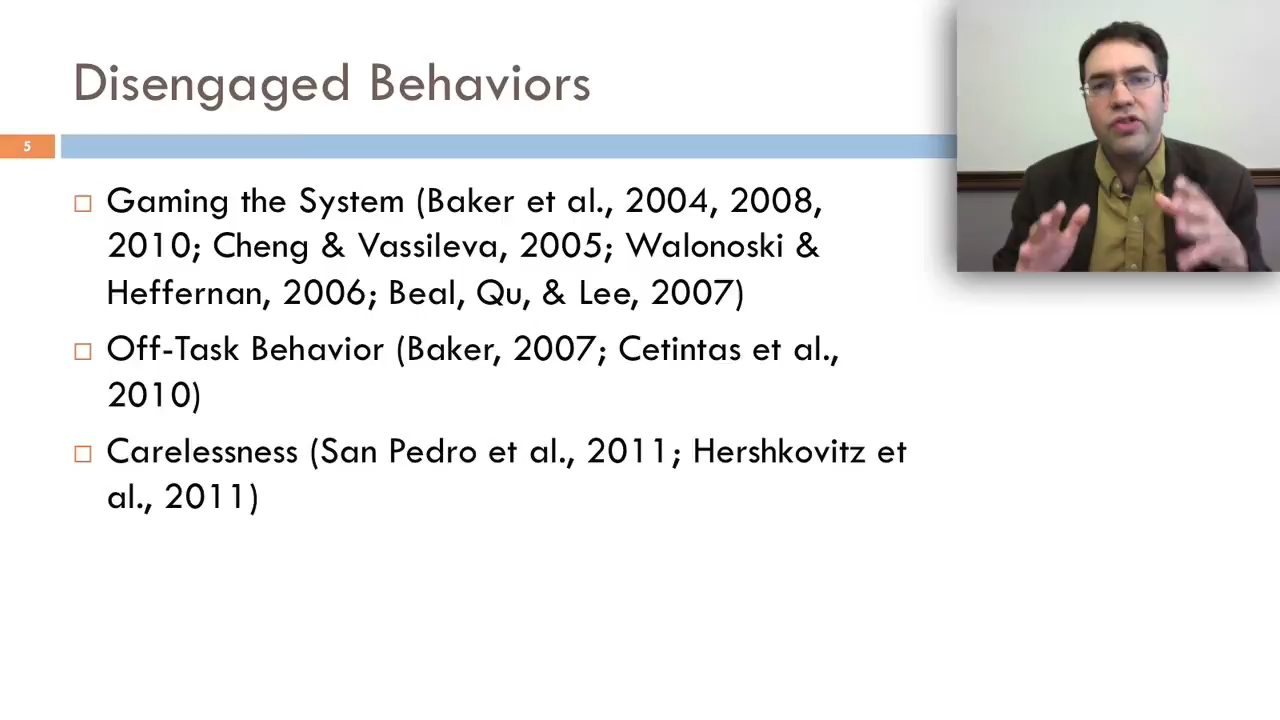 Disengaged Behaviors
5
□ Gaming the System (Baker et al., 2004, 2008,
2010; Cheng & Vassileva, 2005; Walonoski &
Heffernan, 2006; Beal, Qu, & Lee, 2007)
□ Off-Task Behavior (Baker, 2007; Cetintas et al.,
2010)
□ Carelessness (San Pedro et al., 2011; Hershkovitz et
al., 2011)